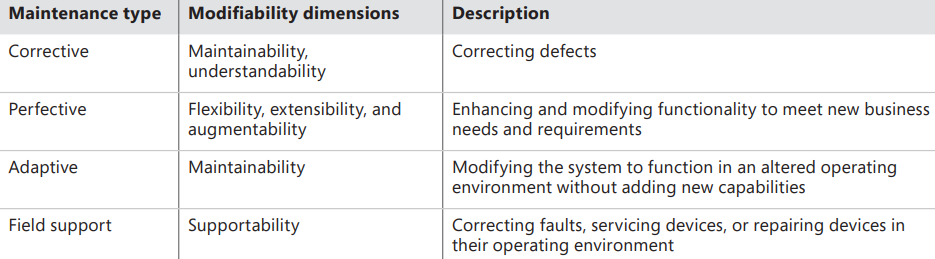 Maintenance type Modifiability dimensions Description
Corrective Maintainability, Correcting defects
understandability
Perfective Flexibility, extensibility, and Enhancing and modifying functionality to meet new business
augmentability needs and requirements
Adaptive Maintainability Modifying the system to function in an altered operating
environment without adding new capabilities
Field support Supportability Correcting faults, servicing devices, or repairing devices in
their operating environment